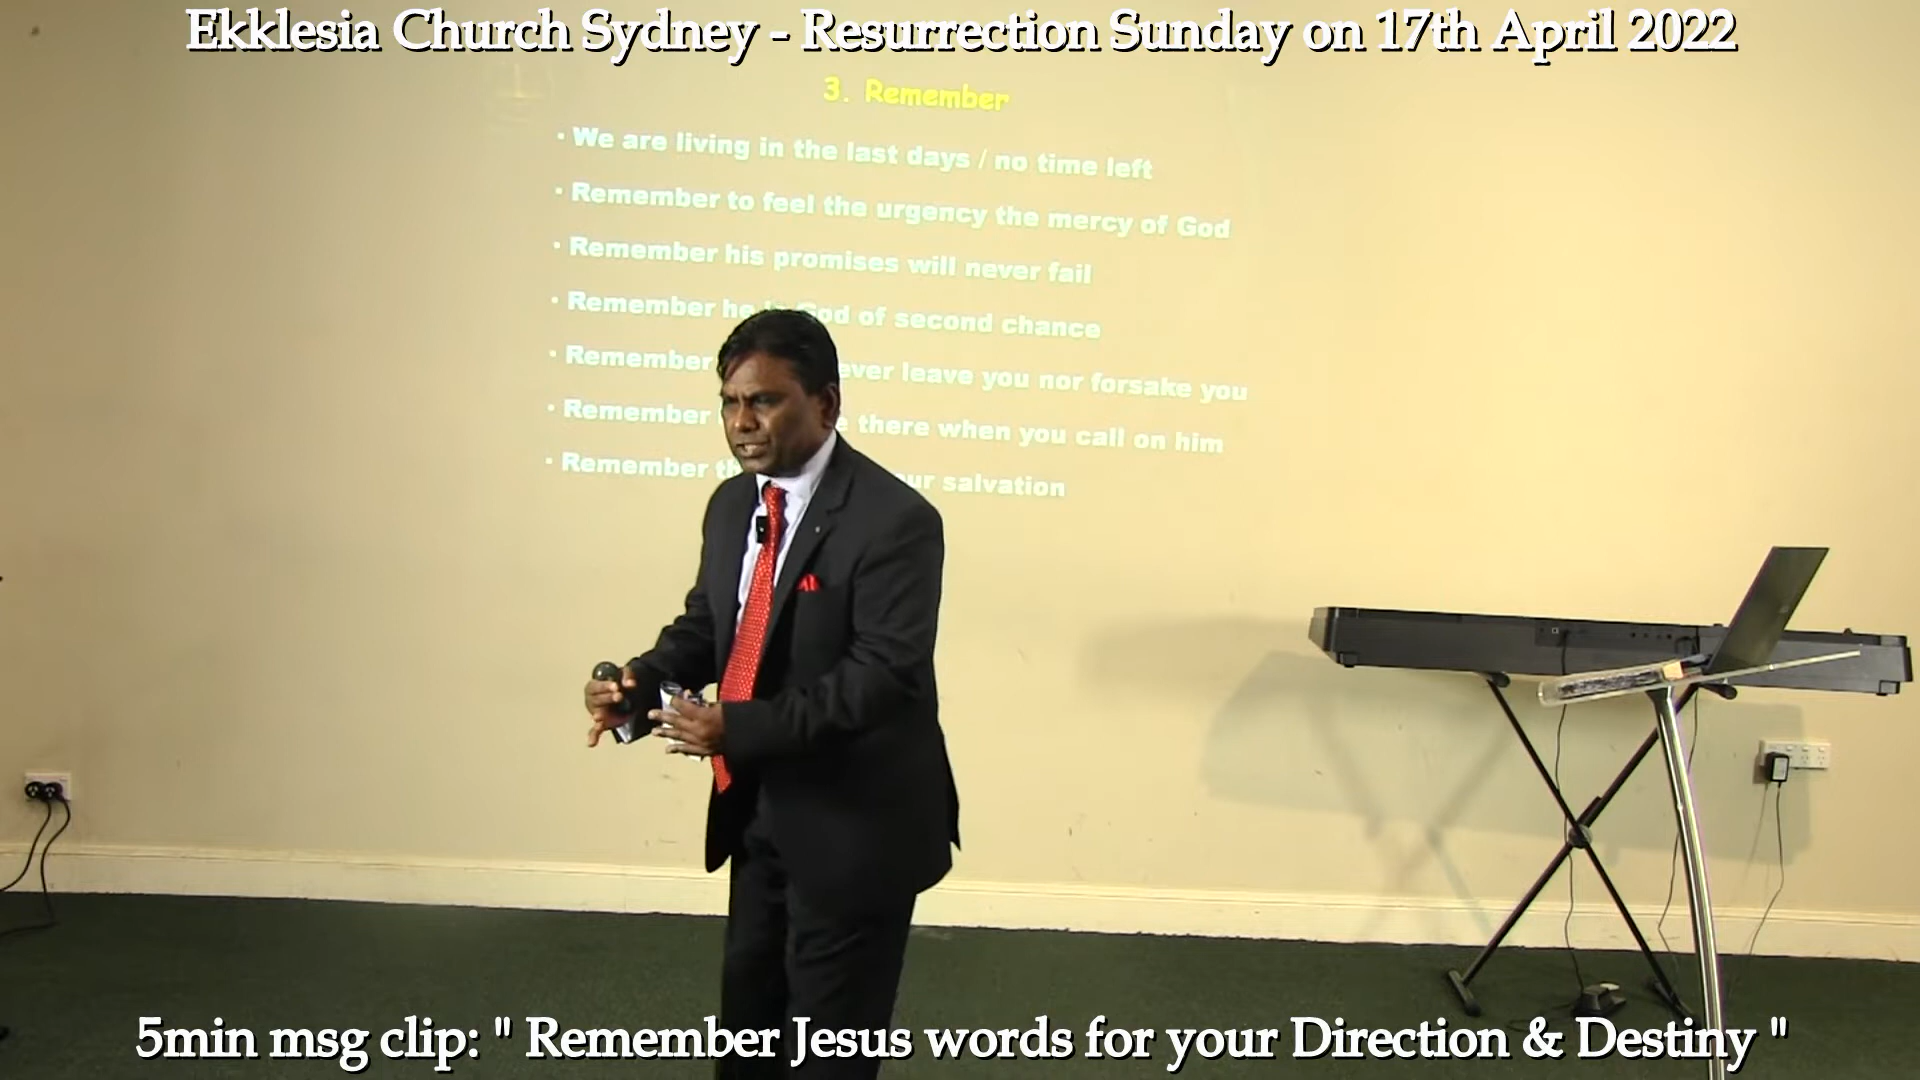 Ekklesia Church Sydney - Resurrection Sunday on 17th April 2022
3. Remember
· We are living in the last days / no time left
· Remember to feel the urgency the mercy of God
· Remember his promises will never fail
· Remember he is God of second chance
· Remember ever leave you nor forsake you
· Remember there when you call on him
· Remember salvation
5min msg clip: " Remember Jesus words for your Direction & Destiny "